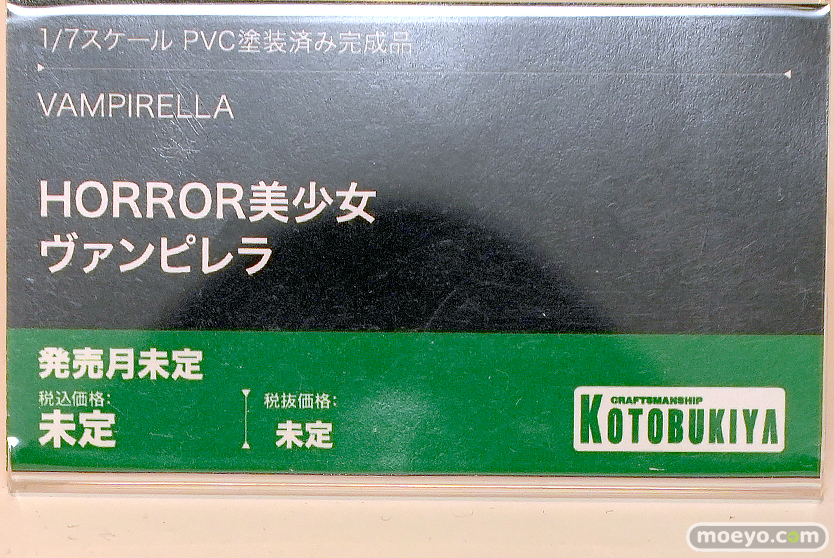 1/7スケール PVC塗装済み完成品
VAMPIRELLA
HORROR美少女
ヴァンピレラ
発売月未定
税込価格:
未定
税抜価格:
未定
CRAFTSMANSHIP
KOTOBUKIYA
moeyo.com